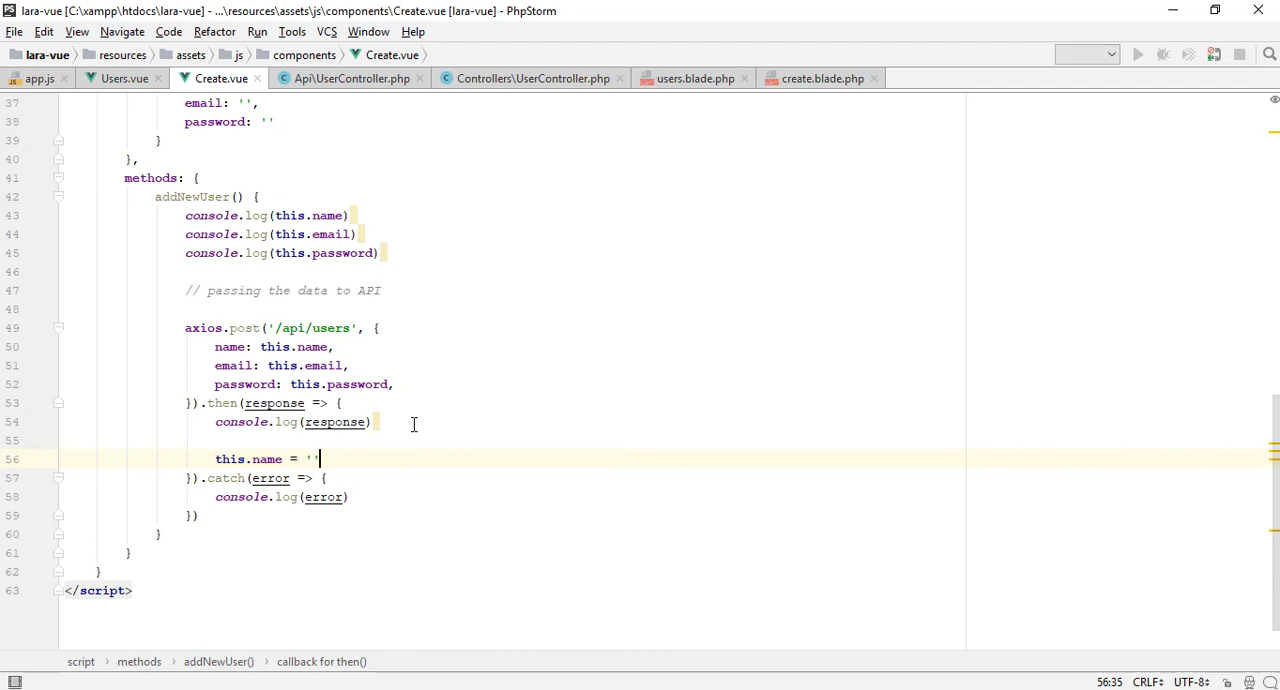 lara-vue [C:\xampp\htdocs\lara-vue] - ...\resources\assets\js\components\Create.vue [lara-vue] - PhpStorm
File Edit View Navigate Code Refactor Run Tools VCS Window Help
lara-vue resources assets js components Create.vue
app.js Users.vue Create.vue Api\UserController.php Controllers\UserController.php users.blade.php create.blade.php
37 email: '',
38 password: ''
39 }
40 },
41 methods: {
42 addNewUser() {
43 console.log(this.name)
44 console.log(this.email)
45 console.log(this.password)
46
47 // passing the data to API
48
49 axios.post('/api/users', {
50 name: this.name,
51 email: this.email,
52 password: this.password,
53 }).then(response => {
54 console.log(response)
55
56 this.name = ''
57 }).catch(error => {
58 console.log(error)
59 })
60 }
61 }
62 }
63 </script>
script methods addNewUser() callback for then()
56:35 CRLF UTF-8